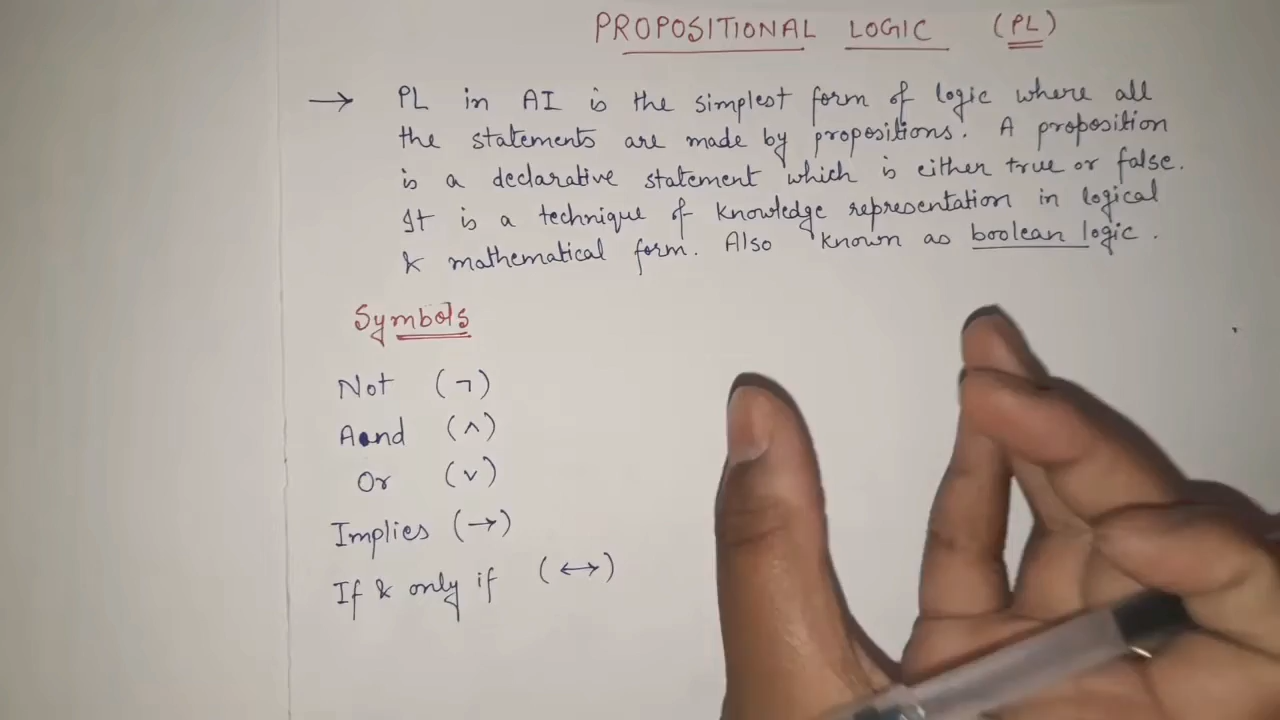 PROPOSITIONAL LOGIC (PL)
→ PL in AI is the simplest form of logic where all
the statements are made by propositions. A proposition
is a declarative statement which is either true or false.
It is a technique of knowledge representation in logical
& mathematical form. Also known as boolean logic.
Symbols
Not (¬)
And (∧)
Or (∨)
Implies (→)
If & only if (↔)